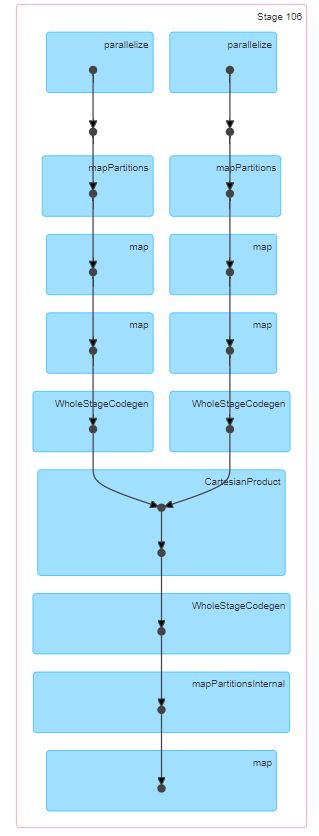 Stage 106
parallelize parallelize
mapPartitions mapPartitions
map map
map map
WholeStageCodegen WholeStageCodegen
CartesianProduct
WholeStageCodegen
mapPartitionsInternal
map